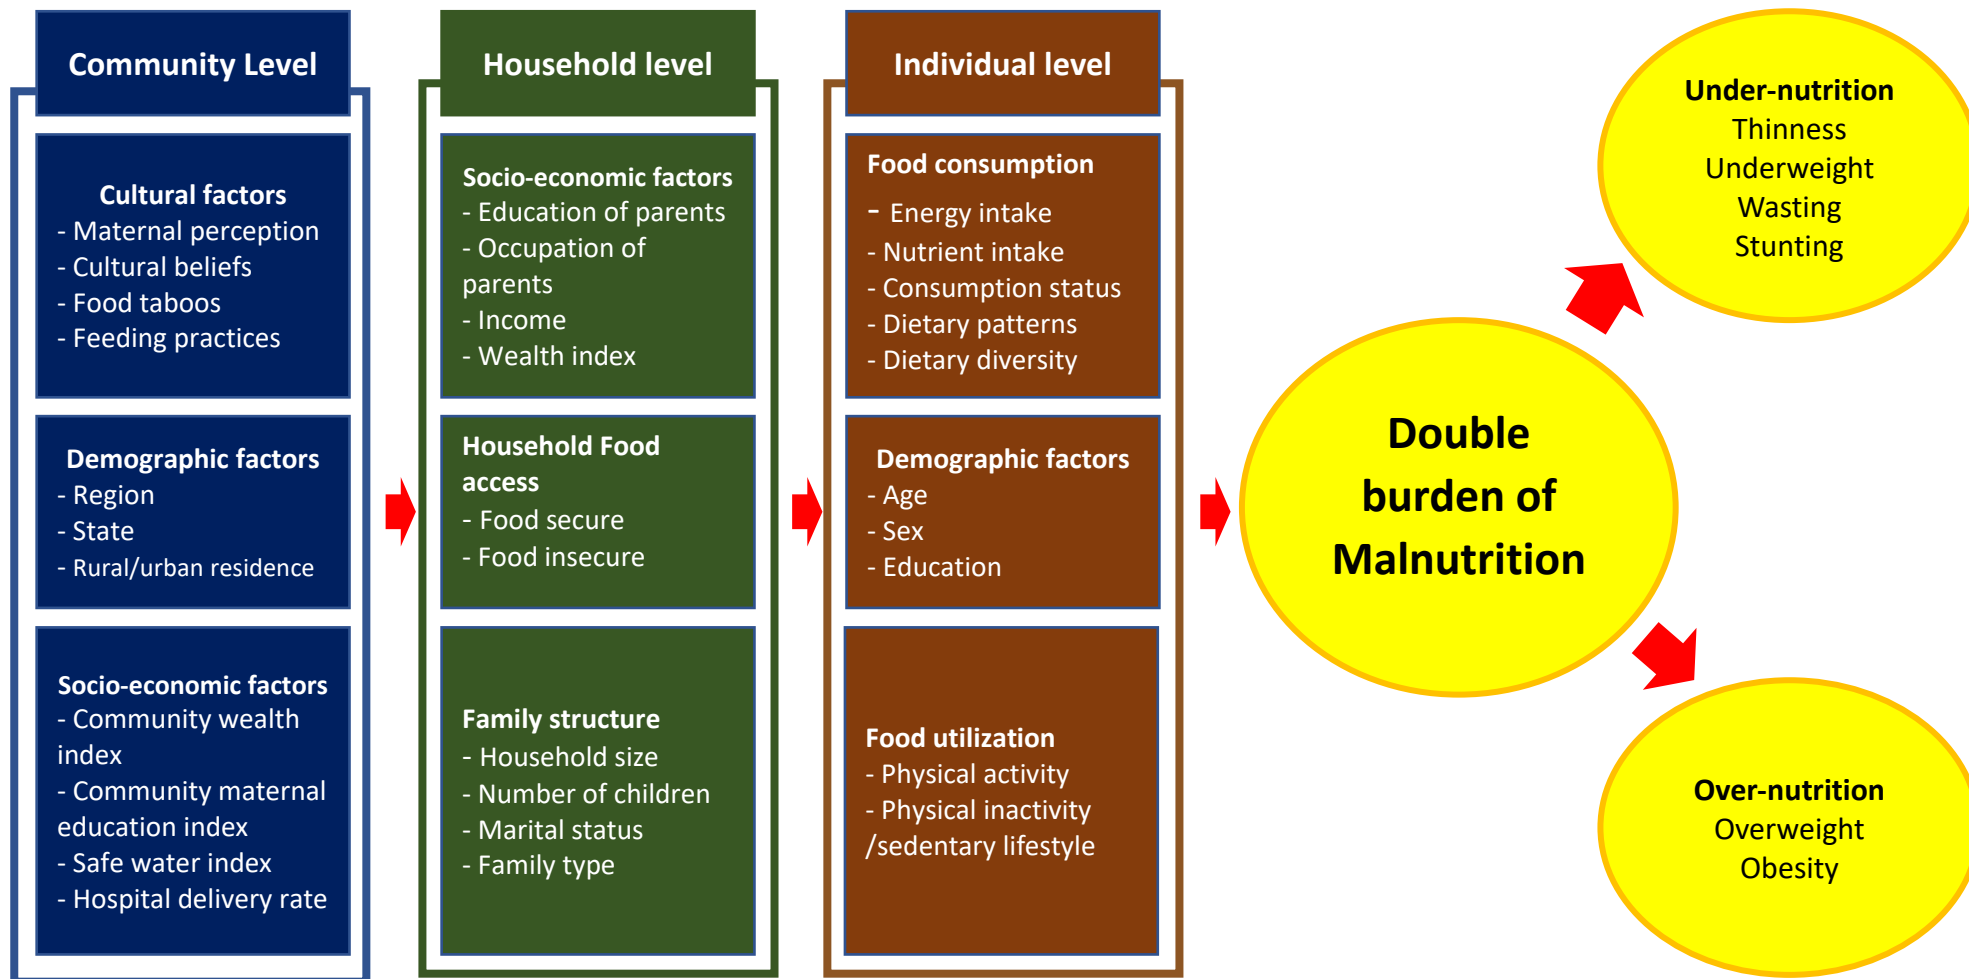 Community Level
Cultural factors
- Maternal perception
- Cultural beliefs
- Food taboos
- Feeding practices
Demographic factors
- Region
- State
- Rural/urban residence
Socio-economic factors
- Community wealth
index
- Community maternal
education index
- Safe water index
- Hospital delivery rate
Household level
Socio-economic factors
- Education of parents
- Occupation of
parents
- Income
- Wealth index
Household Food
access
- Food secure
- Food insecure
Family structure
- Household size
- Number of children
- Marital status
- Family type
Individual level
Food consumption
- Energy intake
- Nutrient intake
- Consumption status
- Dietary patterns
- Dietary diversity
Demographic factors
- Age
- Sex
- Education
Food utilization
- Physical activity
- Physical inactivity
/sedentary lifestyle
Double
burden of
Malnutrition
Under-nutrition
Thinness
Underweight
Wasting
Stunting
Over-nutrition
Overweight
Obesity